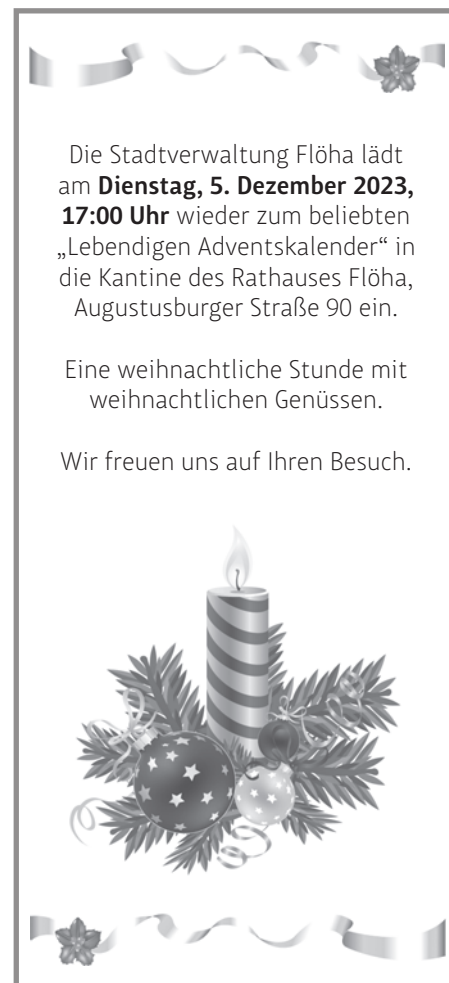 Die Stadtverwaltung Flöha lädt
am Dienstag, 5. Dezember 2023,
17:00 Uhr wieder zum beliebten
„Lebendigen Adventskalender“ in
die Kantine des Rathauses Flöha,
Augustusburger Straße 90 ein.
Eine weihnachtliche Stunde mit
weihnachtlichen Genüssen.
Wir freuen uns auf Ihren Besuch.